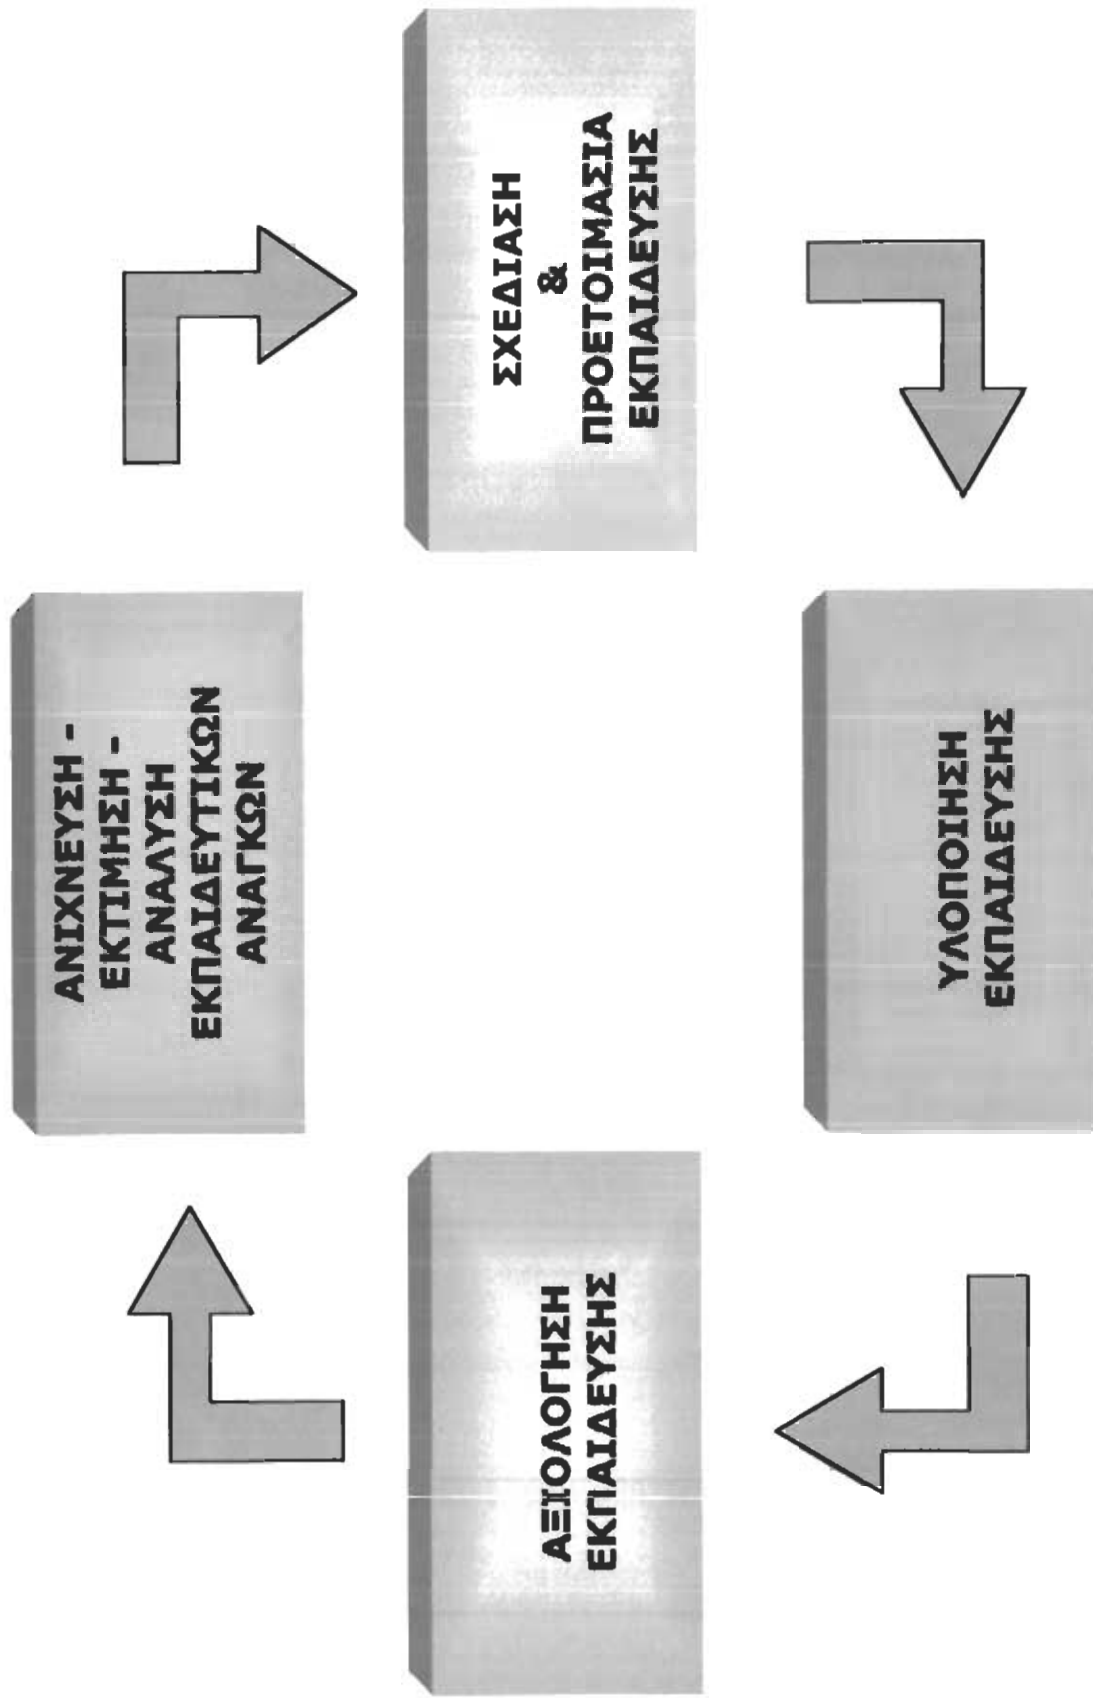 ΑΝΙΧΝΕΥΣΗ -
ΕΚΤΙΜΗΣΗ -
ΑΝΑΛΥΣΗ
ΕΚΠΑΙΔΕΥΤΙΚΩΝ
ΑΝΑΓΚΩΝ
ΣΧΕΔΙΑΣΗ
&
ΠΡΟΕΤΟΙΜΑΣΙΑ
ΕΚΠΑΙΔΕΥΣΗΣ
ΥΛΟΠΟΙΗΣΗ
ΕΚΠΑΙΔΕΥΣΗΣ
ΑΞΙΟΛΟΓΗΣΗ
ΕΚΠΑΙΔΕΥΣΗΣ